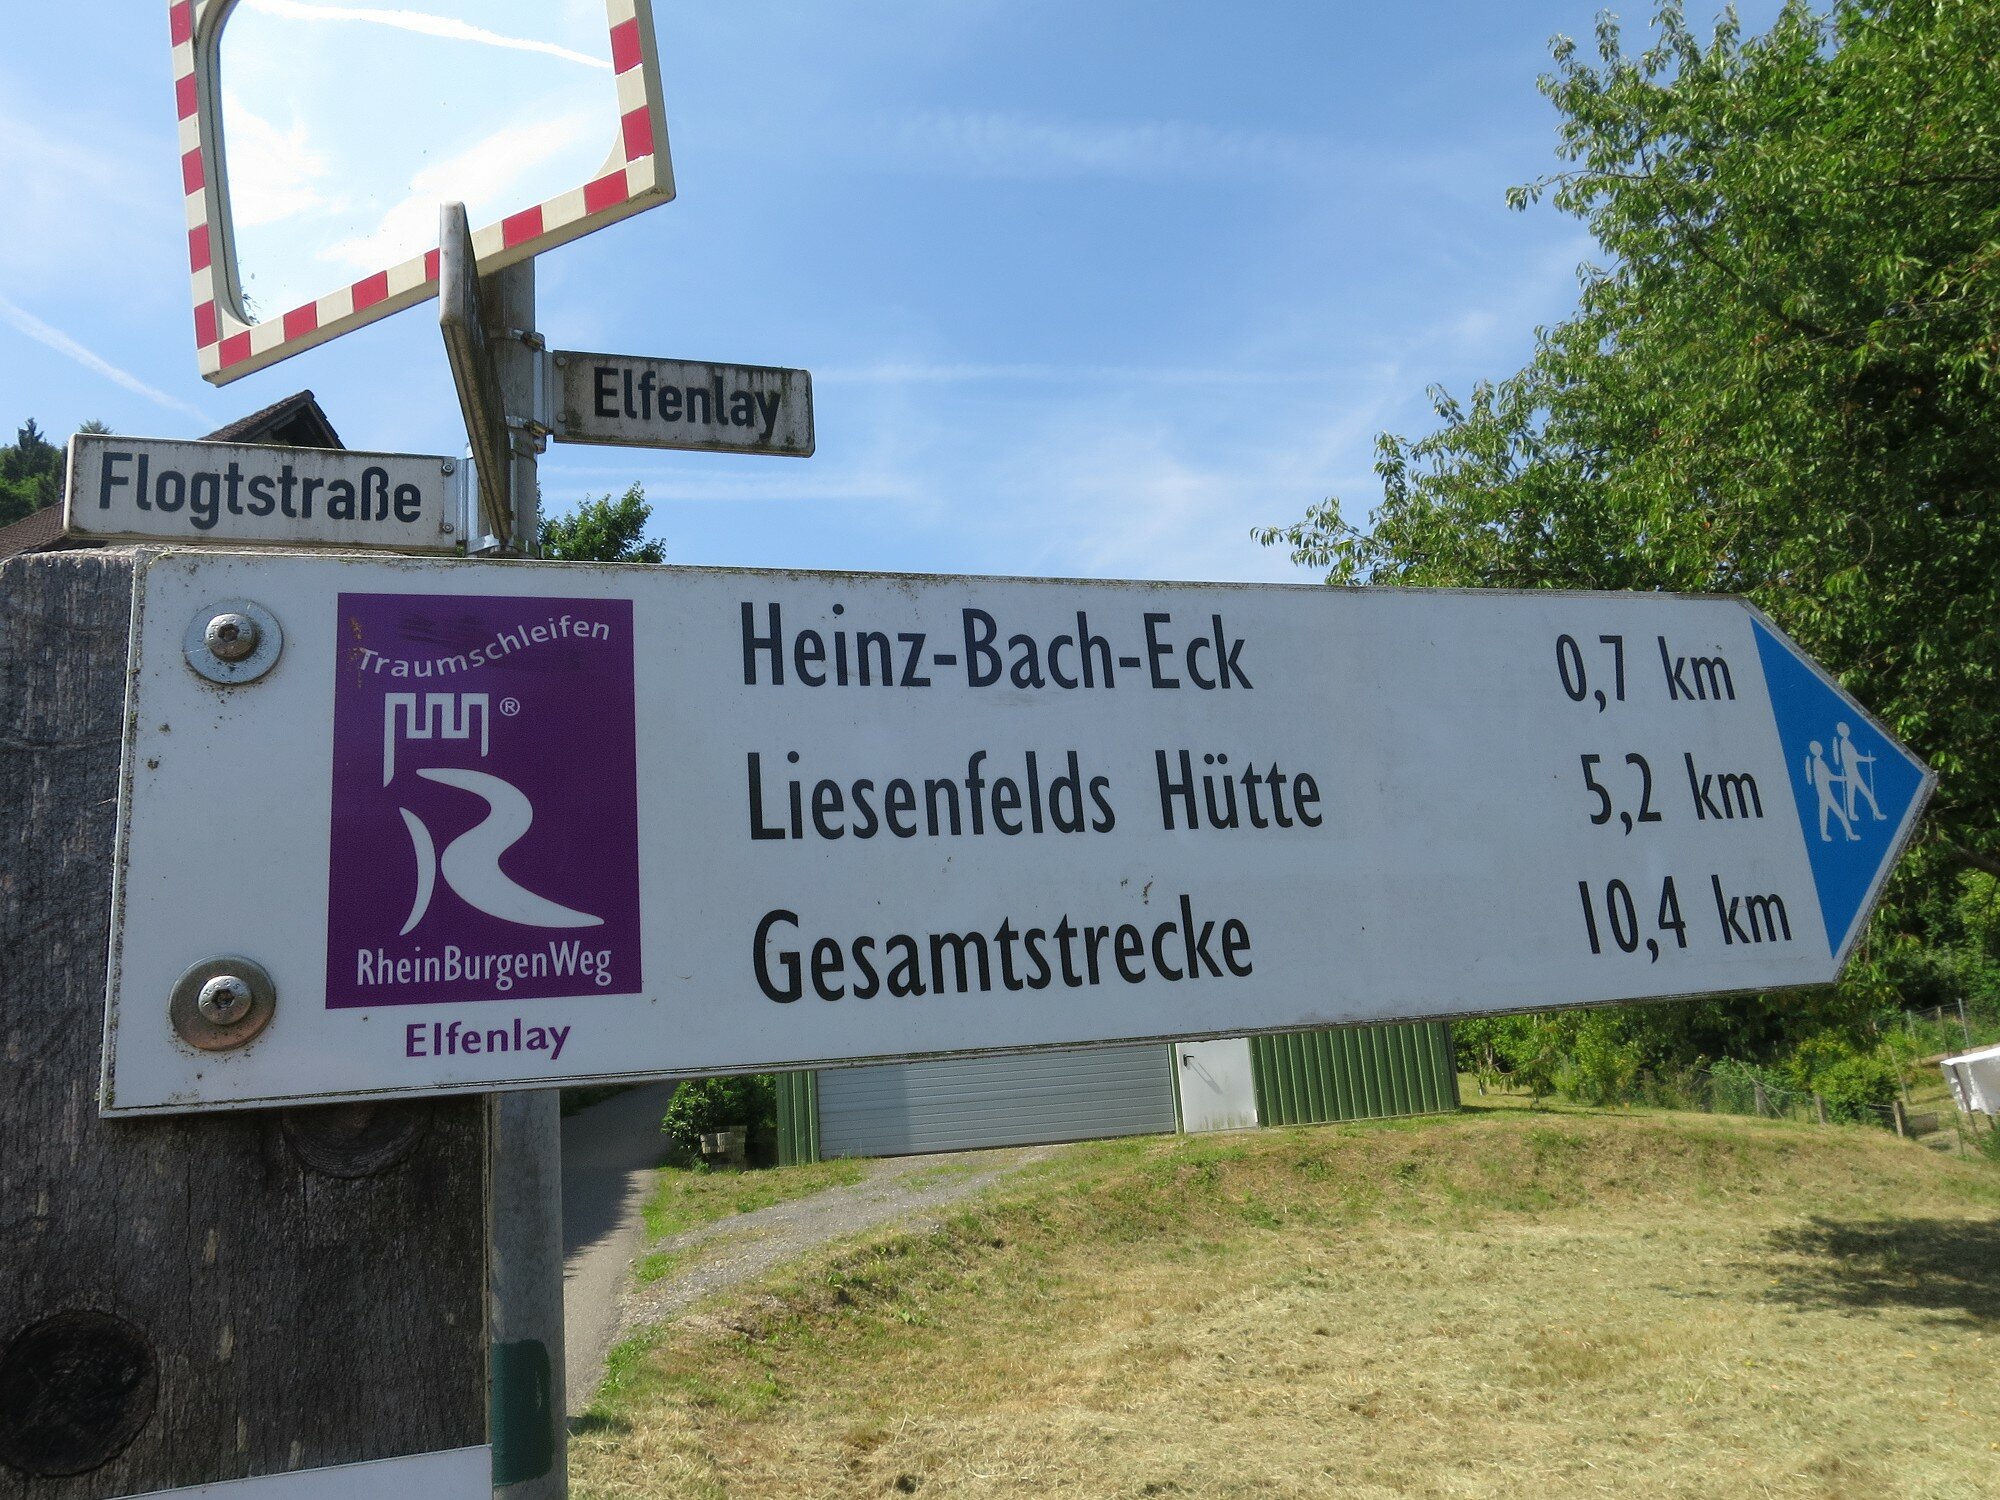 Elfenlay
Flogtstraße
Traumschleifen
®
RheinBurgenWeg
Elfenlay
Heinz-Bach-Eck 0,7 km
Liesenfelds Hütte 5,2 km
Gesamtstrecke 10,4 km